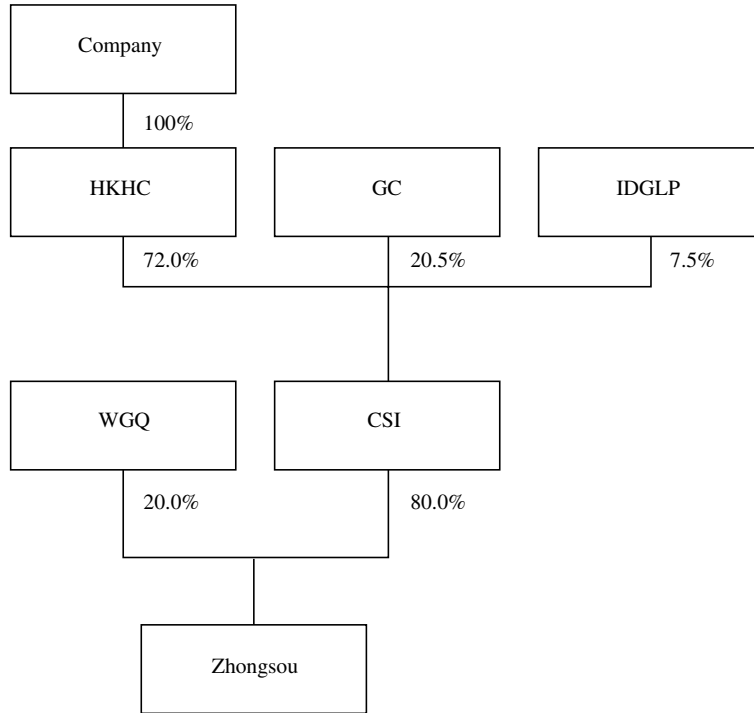 Company
100%
HKHC
GC
IDGLP
72.0%
20.5%
7.5%
WGQ
CSI
20.0%
80.0%
Zhongsou